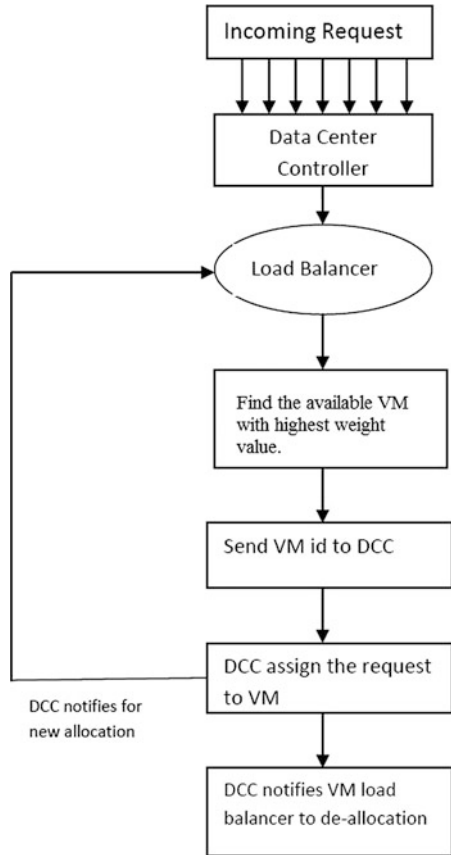 Incoming Request
Data Center
Controller
Load Balancer
Find the available VM
with highest weight
value.
Send VM id to DCC
DCC assign the request
to VM
DCC notifies for
new allocation
DCC notifies VM load
balancer to de-allocation